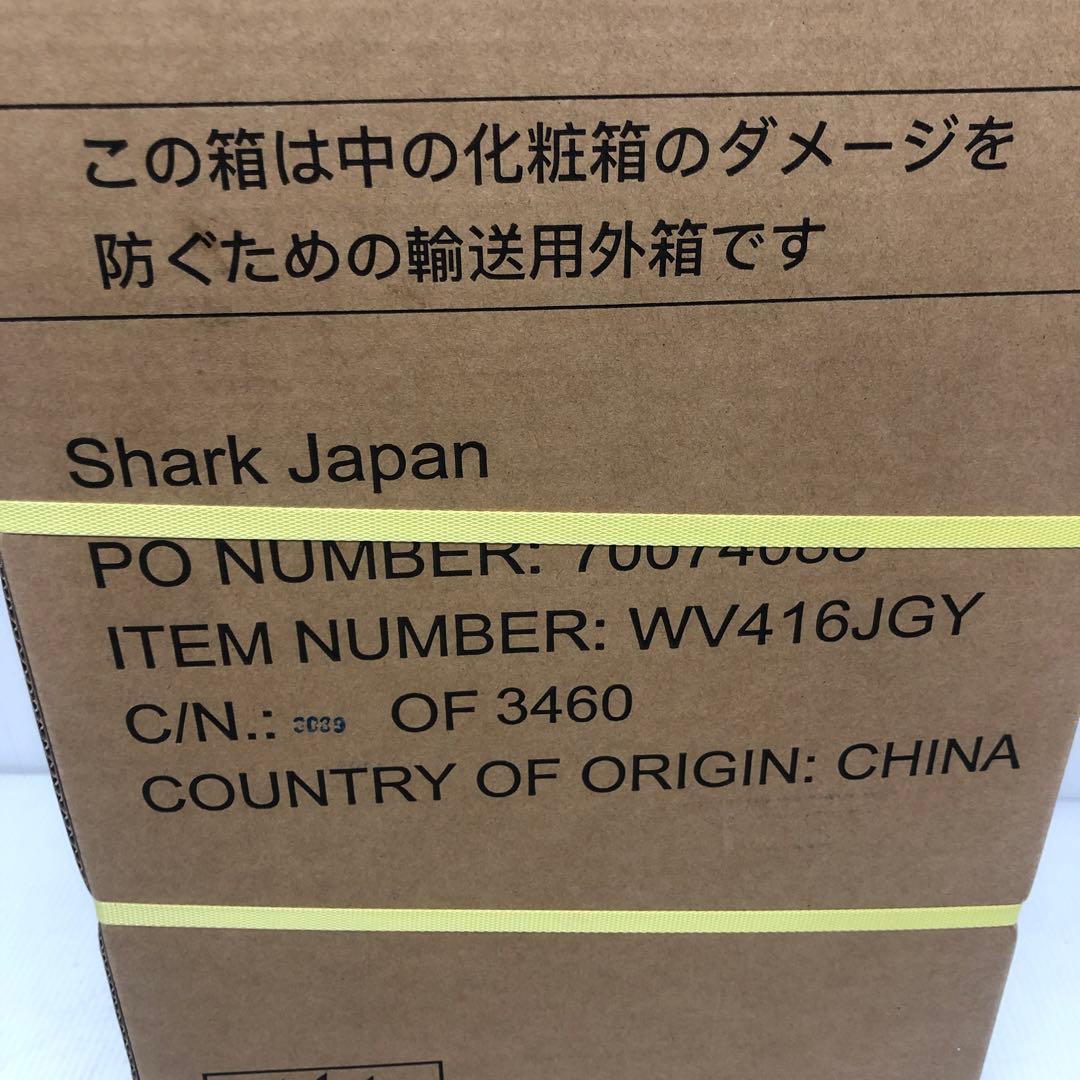 この箱は中の化粧箱のダメージを
防ぐための輸送用外箱です
Shark Japan
PO NUMBER:
ITEM NUMBER: WV416JGY
C/N.: 3089 OF 3460
COUNTRY OF ORIGIN: CHINA